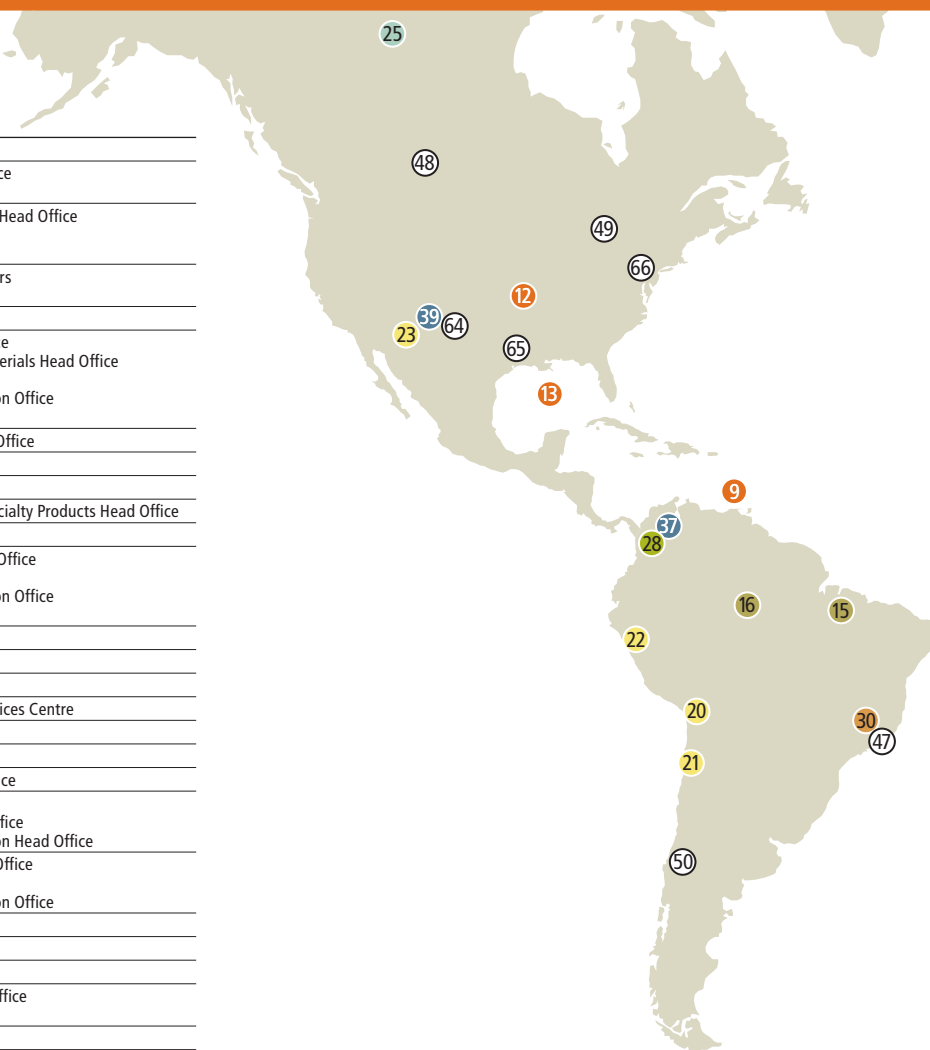 ce
Head Office
rs
ce
erials Head Office
on Office
Office
cialty Products Head Office
Office
on Office
ices Centre
ice
ffice
on Head Office
Office
on Office
ffice
25
48
49
66
12
39
64
23
65
13
9
37
28
16
15
22
20
30
47
21
50